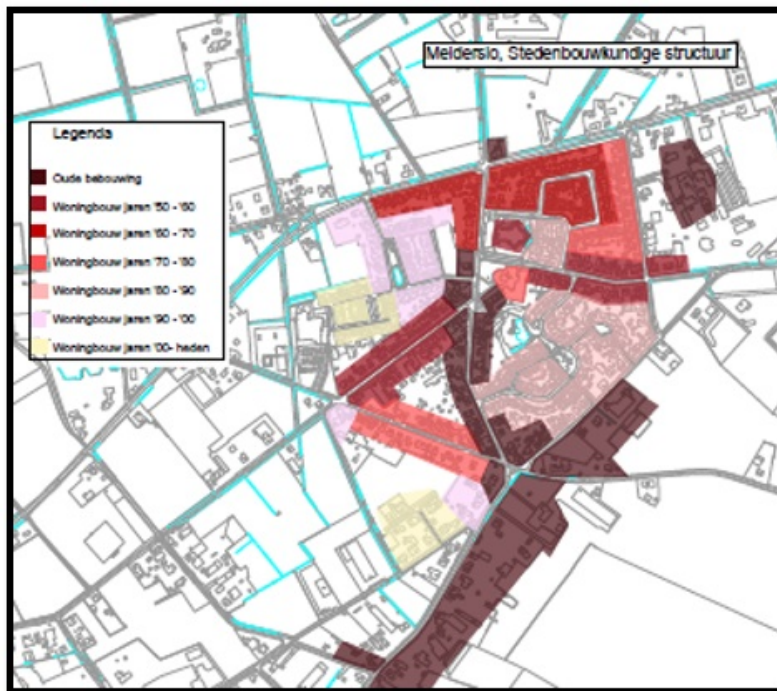 Melderslo, Stedenbouwkundige structuur
Legenda
Oude bebouwing
Woningbouw jaren '50 - '60
Woningbouw jaren '60 - '70
Woningbouw jaren '70 - '80
Woningbouw jaren '80 - '90
Woningbouw jaren '90 - '00
Woningbouw jaren '00- heden